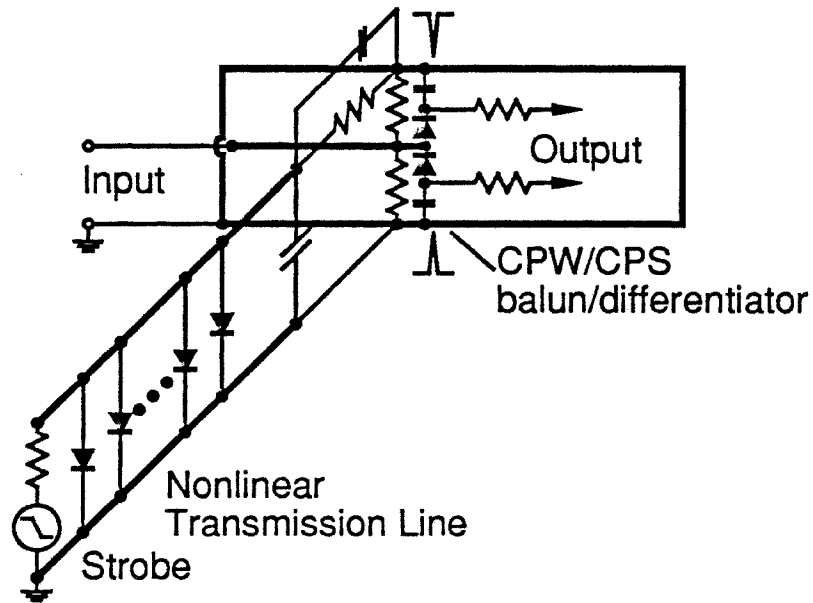 Input
Output
CPW/CPS
balun/differentiator
Nonlinear
Transmission Line
Strobe